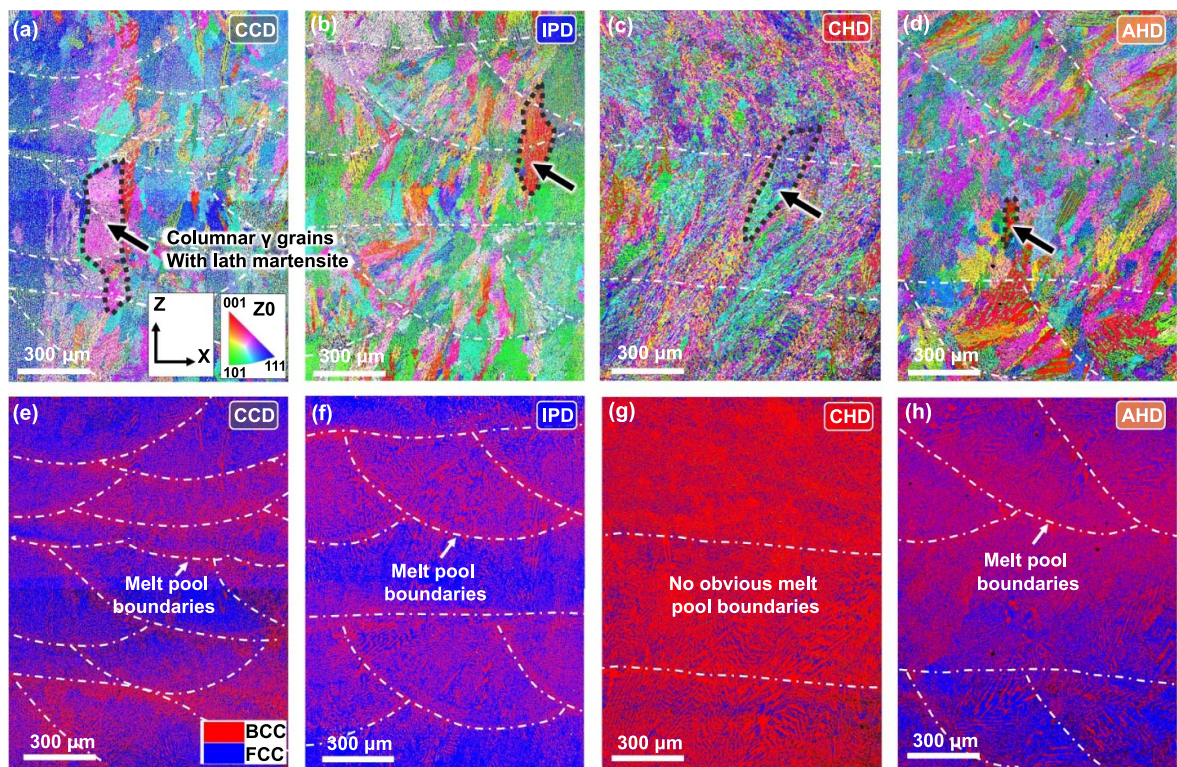 (a) CCD
(b) IPD
(c) CHD
(d) AHD
Columnar γ grains
With lath martensite
Z
X
001 Z0
101 111
300 µm
300 µm
300 µm
300 µm
(e) CCD
(f) IPD
(g) CHD
(h) AHD
Melt pool
boundaries
Melt pool
boundaries
No obvious melt
pool boundaries
Melt pool
boundaries
BCC
FCC
300 µm
300 µm
300 µm
300 µm